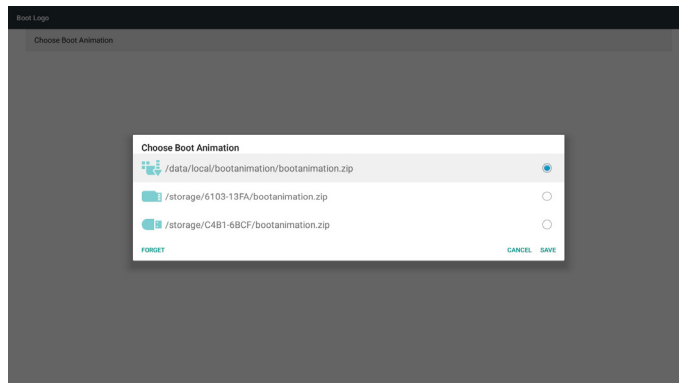 Boot Logo
Choose Boot Animation
Choose Boot Animation
/data/local/bootanimation/bootanimation.zip
/storage/6103-13FA/bootanimation.zip
/storage/C4B1-6BCF/bootanimation.zip
FORGET CANCEL SAVE